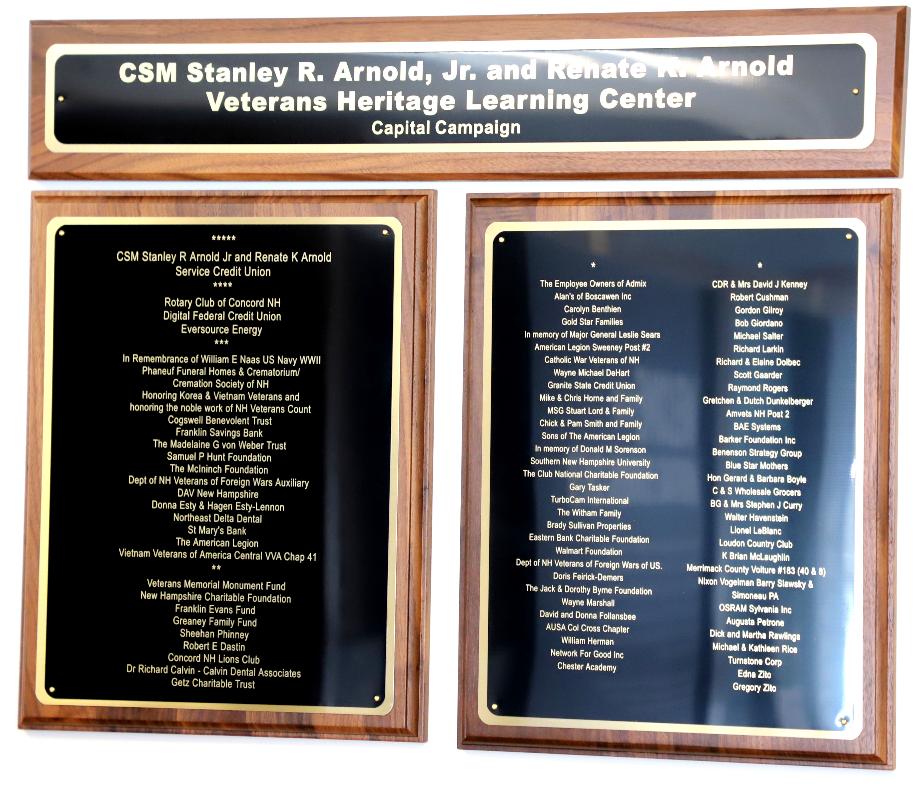 CSM Stanley R. Arnold, Jr. and Renate K. Arnold
Veterans Heritage Learning Center
Capital Campaign
*****
CSM Stanley R Arnold Jr and Renate K Arnold
Service Credit Union
****
Rotary Club of Concord NH
Digital Federal Credit Union
Eversource Energy
***
In Remembrance of William E Naas US Navy WWII
Phaneuf Funeral Homes & Crematorium/
Cremation Society of NH
Honoring Korea & Vietnam Veterans and
honoring the noble work of NH Veterans Count
Cogswell Benevolent Trust
Franklin Savings Bank
The Madelaine G von Weber Trust
Samuel P Hunt Foundation
The McIninch Foundation
Dept of NH Veterans of Foreign Wars Auxiliary
DAV New Hampshire
Donna Esty & Hagen Esty-Lennon
Northeast Delta Dental
St Mary's Bank
The American Legion
Vietnam Veterans of America Central VVA Chap 41
**
Veterans Memorial Monument Fund
New Hampshire Charitable Foundation
Franklin Evans Fund
Greaney Family Fund
Sheehan Phinney
Robert E Dastin
Concord NH Lions Club
Dr Richard Calvin - Calvin Dental Associates
Getz Charitable Trust
*
The Employee Owners of Admix
Alan's of Boscawen Inc
Carolyn Benthien
Gold Star Families
In memory of Major General Leslie Sears
American Legion Sweeney Post #2
Catholic War Veterans of NH
Wayne Michael DeHart
Granite State Credit Union
Mike & Chris Horne and Family
MSG Stuart Lord & Family
Chick & Pam Smith and Family
Sons of The American Legion
In memory of Donald M Sorenson
Southern New Hampshire University
The Club National Charitable Foundation
Gary Tasker
TurboCam International
The Witham Family
Brady Sullivan Properties
Eastern Bank Charitable Foundation
Walmart Foundation
Dept of NH Veterans of Foreign Wars of US.
Doris Feirick-Demers
The Jack & Dorothy Byrne Foundation
Wayne Marshall
David and Donna Follansbee
AUSA Col Cross Chapter
William Herman
Network For Good Inc
Chester Academy
*
CDR & Mrs David J Kenney
Robert Cushman
Gordon Gilroy
Bob Giordano
Michael Salter
Richard Larkin
Richard & Elaine Dolbec
Scott Gaarder
Raymond Rogers
Gretchen & Dutch Dunkelberger
Amvets NH Post 2
BAE Systems
Barker Foundation Inc
Benenson Strategy Group
Blue Star Mothers
Hon Gerard & Barbara Boyle
C & S Wholesale Grocers
BG & Mrs Stephen J Curry
Walter Havenstein
Lionel LeBlanc
Loudon Country Club
K Brian McLaughlin
Merrimack County Voiture #183 (40 & 8)
Nixon Vogelman Barry Slawsky &
Simoneau PA
OSRAM Sylvania Inc
Augusta Petrone
Dick and Martha Rawlings
Michael & Kathleen Rice
Turnstone Corp
Edna Zito
Gregory Zito